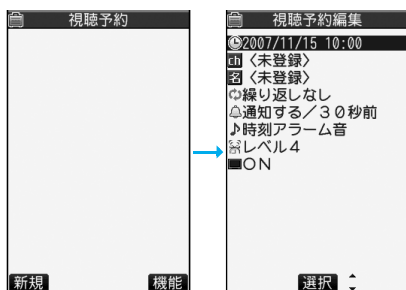 視聴予約
新規
機能
視聴予約編集
2007/11/15 10:00
ch〈未登録〉
名〈未登録〉
繰り返しなし
通知する／３０秒前
時刻アラーム音
レベル４
ＯＮ
選択